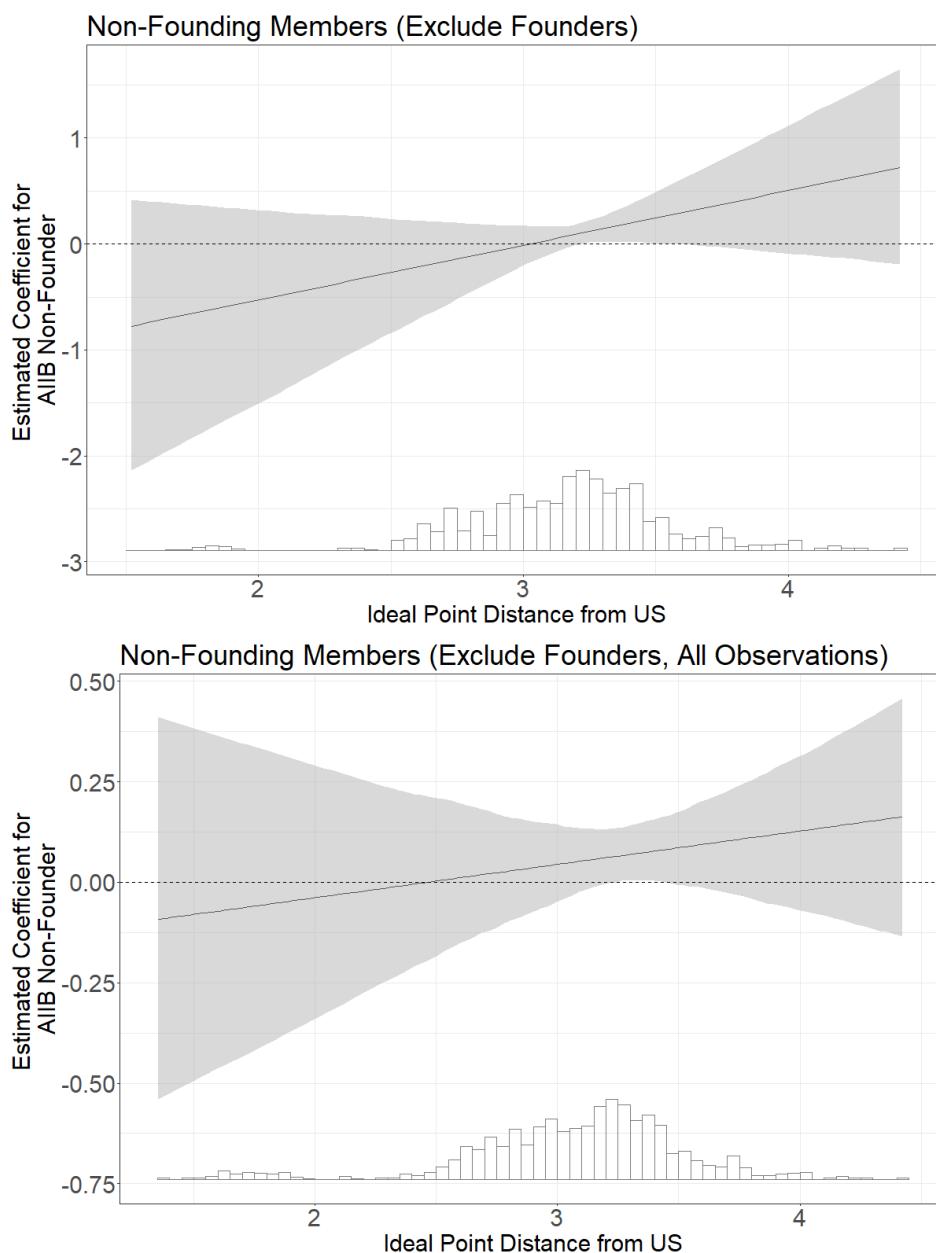 Non-Founding Members (Exclude Founders)
Estimated Coefficient for
AIIB Non-Founder
1
0
-1
-2
-3
2 3 4
Ideal Point Distance from US
Non-Founding Members (Exclude Founders, All Observations)
Estimated Coefficient for
AIIB Non-Founder
0.50
0.25
0.00
-0.25
-0.50
-0.75
2 3 4
Ideal Point Distance from US